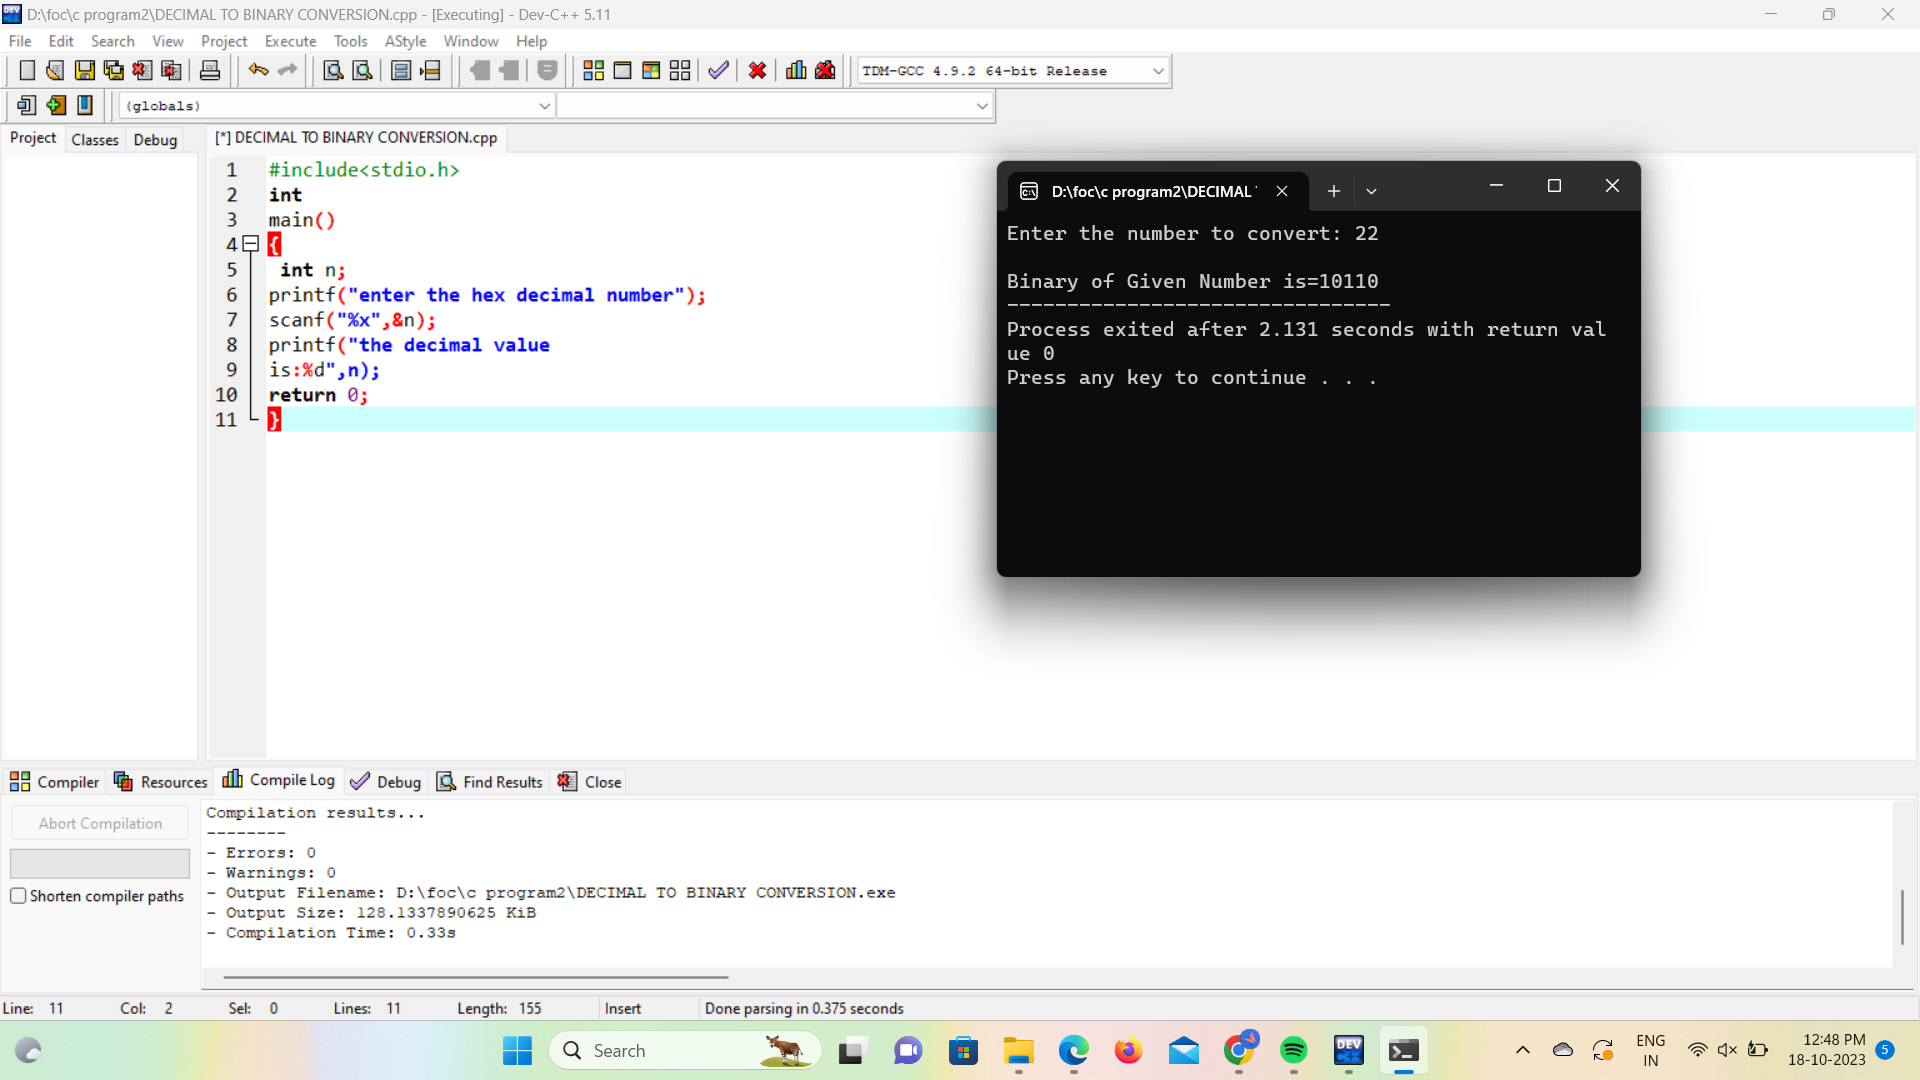 D:\foc\c program2\DECIMAL TO BINARY CONVERSION.cpp - [Executing] - Dev-C++ 5.11
File Edit Search View Project Execute Tools AStyle Window Help
TDM-GCC 4.9.2 64-bit Release
(globals)
Project Classes Debug
[*] DECIMAL TO BINARY CONVERSION.cpp
1 #include<stdio.h>
2 int
3 main()
4 {
5 int n;
6 printf("enter the hex decimal number");
7 scanf("%x",&n);
8 printf("the decimal value
9 is:%d",n);
10 return 0;
11 }
D:\foc\c program2\DECIMAL
Enter the number to convert: 22
Binary of Given Number is=10110
--------------------------------
Process exited after 2.131 seconds with return val
ue 0
Press any key to continue . . .
Compiler Resources Compile Log Debug Find Results Close
Abort Compilation
Shorten compiler paths
Compilation results...
--------
- Errors: 0
- Warnings: 0
- Output Filename: D:\foc\c program2\DECIMAL TO BINARY CONVERSION.exe
- Output Size: 128.1337890625 KiB
- Compilation Time: 0.33s
Line: 11 Col: 2 Sel: 0 Lines: 11 Length: 155 Insert Done parsing in 0.375 seconds
Search
DEV C++
ENG
IN
12:48 PM
18-10-2023
5